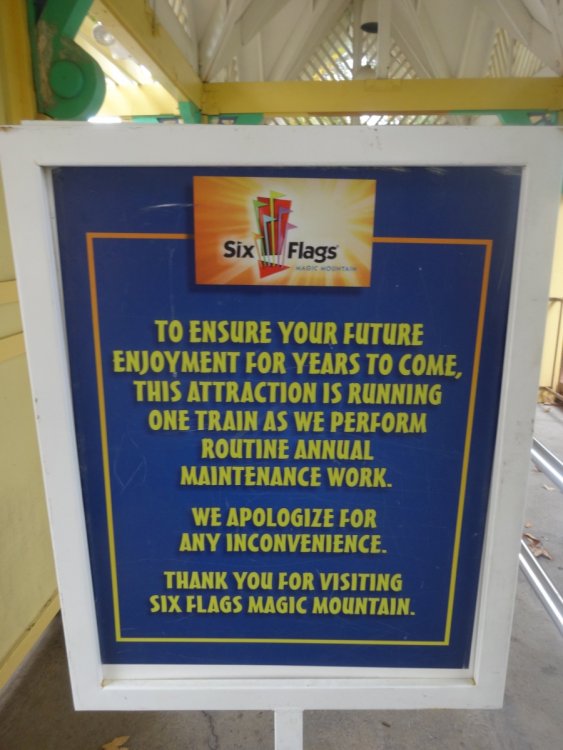 Six Flags
MAGIC MOUNTAIN
TO ENSURE YOUR FUTURE
ENJOYMENT FOR YEARS TO COME,
THIS ATTRACTION IS RUNNING
ONE TRAIN AS WE PERFORM
ROUTINE ANNUAL
MAINTENANCE WORK.
WE APOLOGIZE FOR
ANY INCONVENIENCE.
THANK YOU FOR VISITING
SIX FLAGS MAGIC MOUNTAIN.